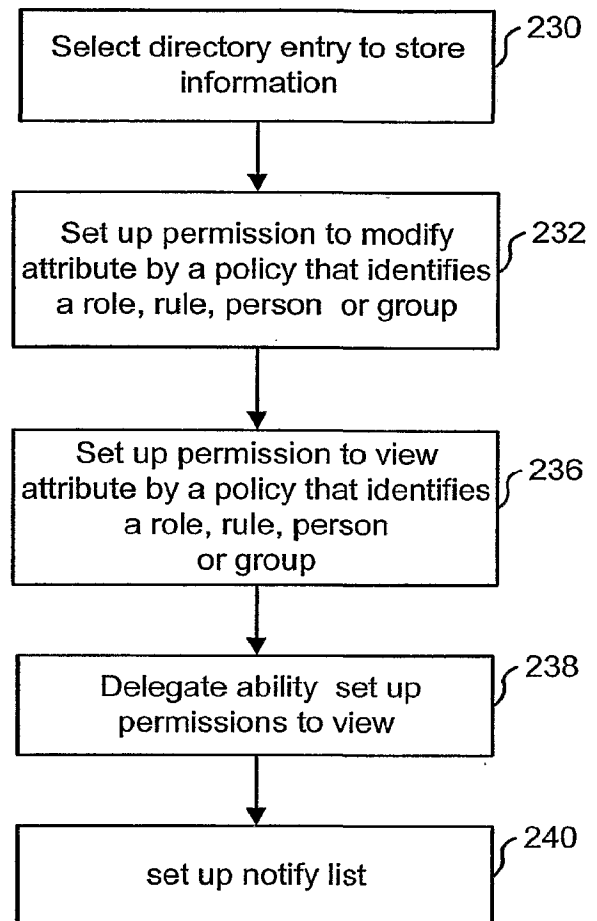 Select directory entry to store
information
230
Set up permission to modify
attribute by a policy that identifies
a role, rule, person or group
232
Set up permission to view
attribute by a policy that identifies
a role, rule, person
or group
236
Delegate ability set up
permissions to view
238
set up notify list
240